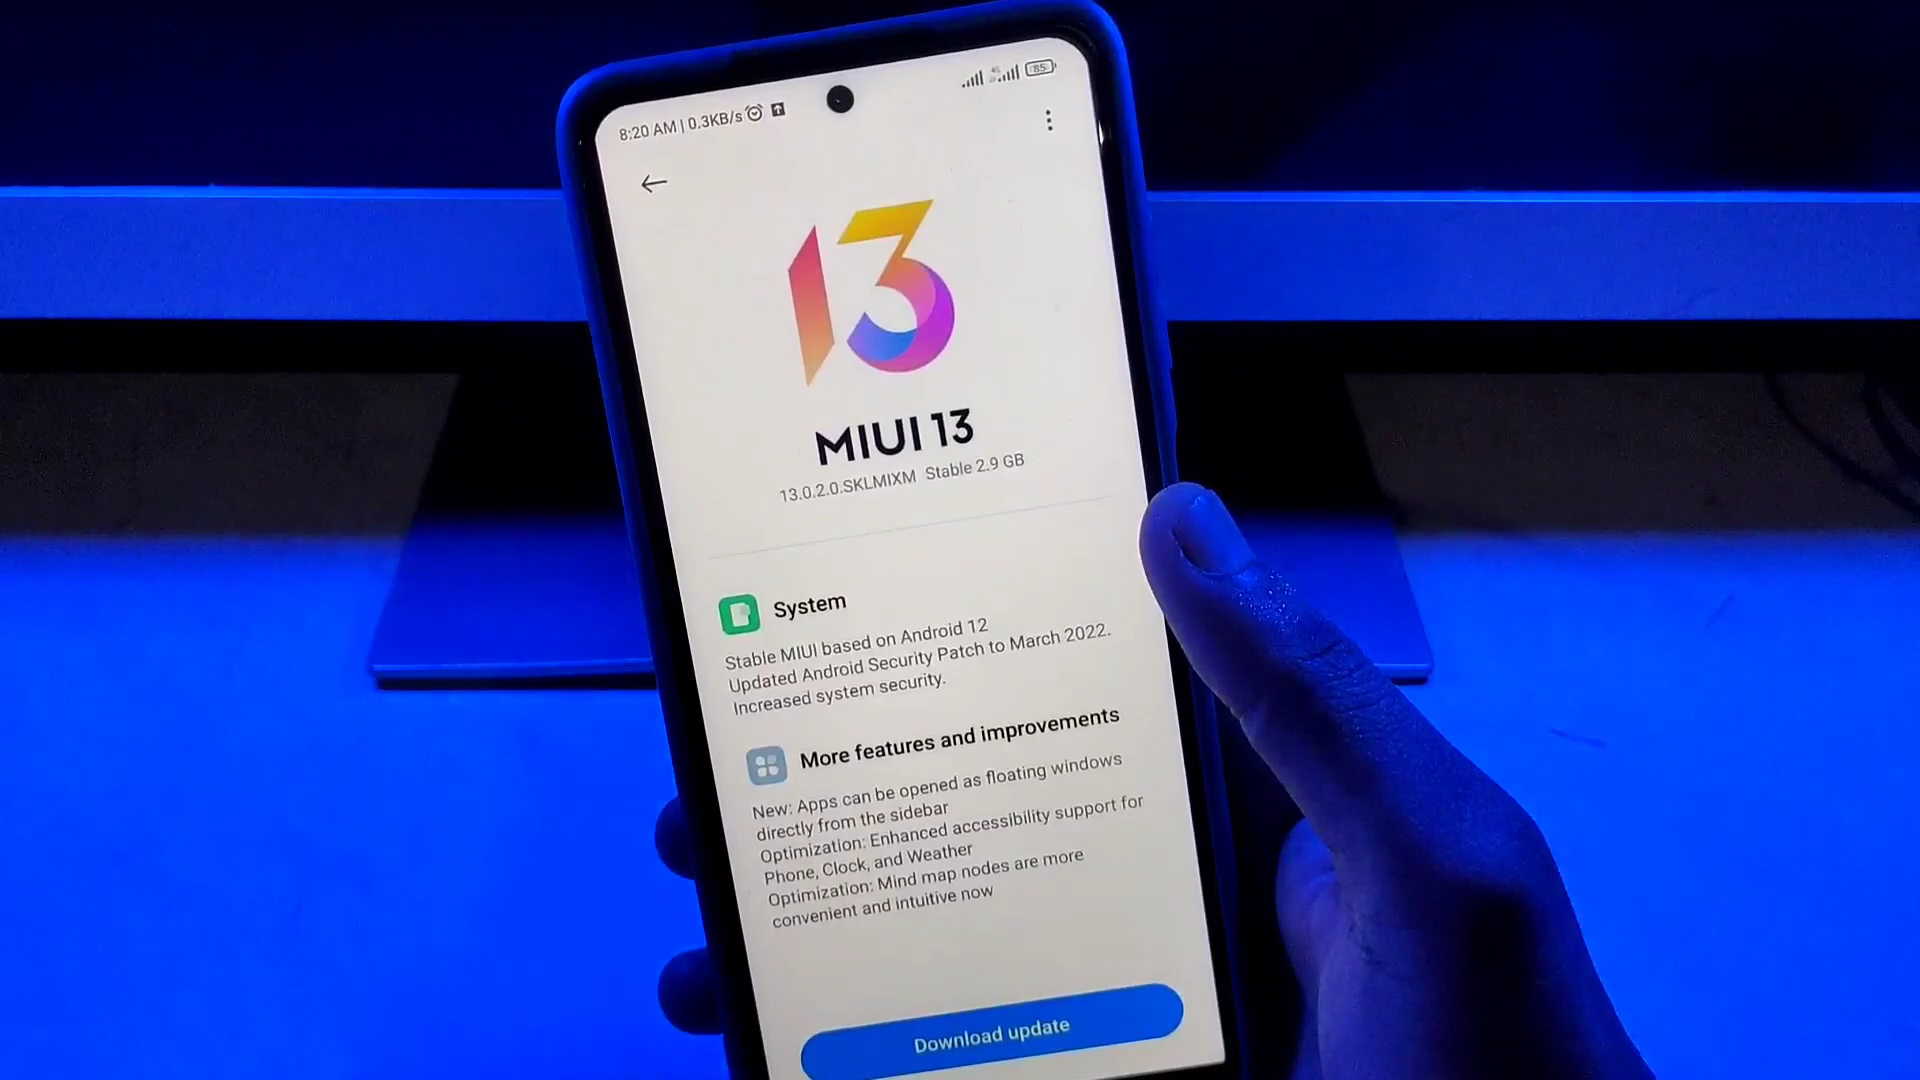 8:20 AM | 0.3KB/s
85
13
MIUI 13
13.0.2.0.SKLMIXM Stable 2.9 GB
System
Stable MIUI based on Android 12
Updated Android Security Patch to March 2022.
Increased system security.
More features and improvements
New: Apps can be opened as floating windows
directly from the sidebar
Optimization: Enhanced accessibility support for
Phone, Clock, and Weather
Optimization: Mind map nodes are more
convenient and intuitive now
Download update